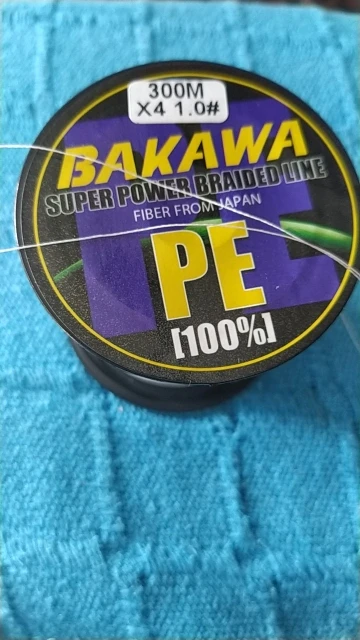 300M
X4 1.0#
BAKAWA
SUPER POWER BRAIDED LINE
FIBER FROM JAPAN
PE
[100%]